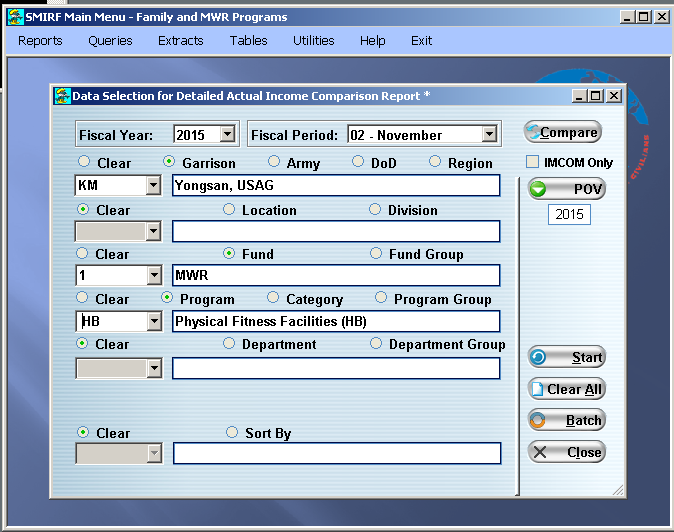 SMIRF Main Menu - Family and MWR Programs
Reports Queries Extracts Tables Utilities Help Exit
Data Selection for Detailed Actual Income Comparison Report *
Fiscal Year: 2015 Fiscal Period: 02 - November Compare
Clear Garrison Army DoD Region IMCOM Only
KM Yongsan, USAG POV
Clear Location Division 2015
Clear Fund Fund Group
1 MWR
Clear Program Category Program Group
HB Physical Fitness Facilities (HB)
Clear Department Department Group
Start
Clear All
Batch
Clear Sort By
Close